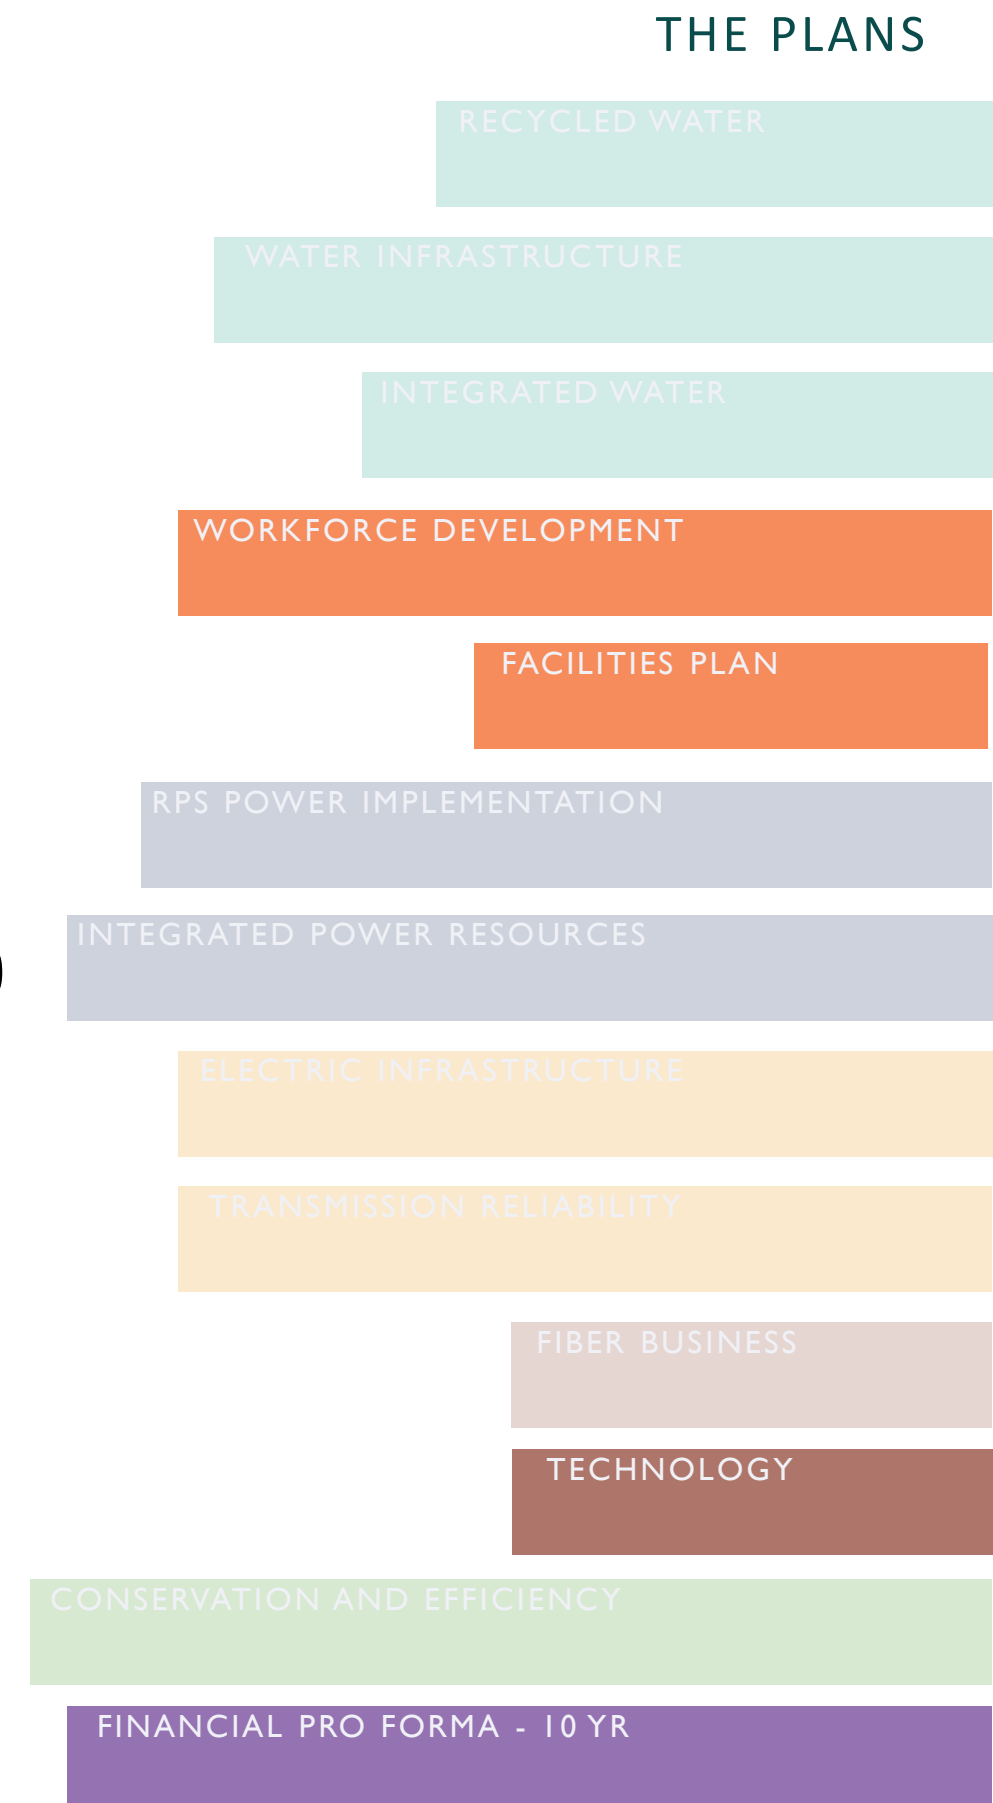 THE PLANS
RECYCLED WATER
WATER INFRASTRUCTURE
INTEGRATED WATER
WORKFORCE DEVELOPMENT
FACILITIES PLAN
RPS POWER IMPLEMENTATION
INTEGRATED POWER RESOURCES
ELECTRIC INFRASTRUCTURE
TRANSMISSION RELIABILITY
FIBER BUSINESS
TECHNOLOGY
CONSERVATION AND EFFICIENCY
FINANCIAL PRO FORMA - 10 YR